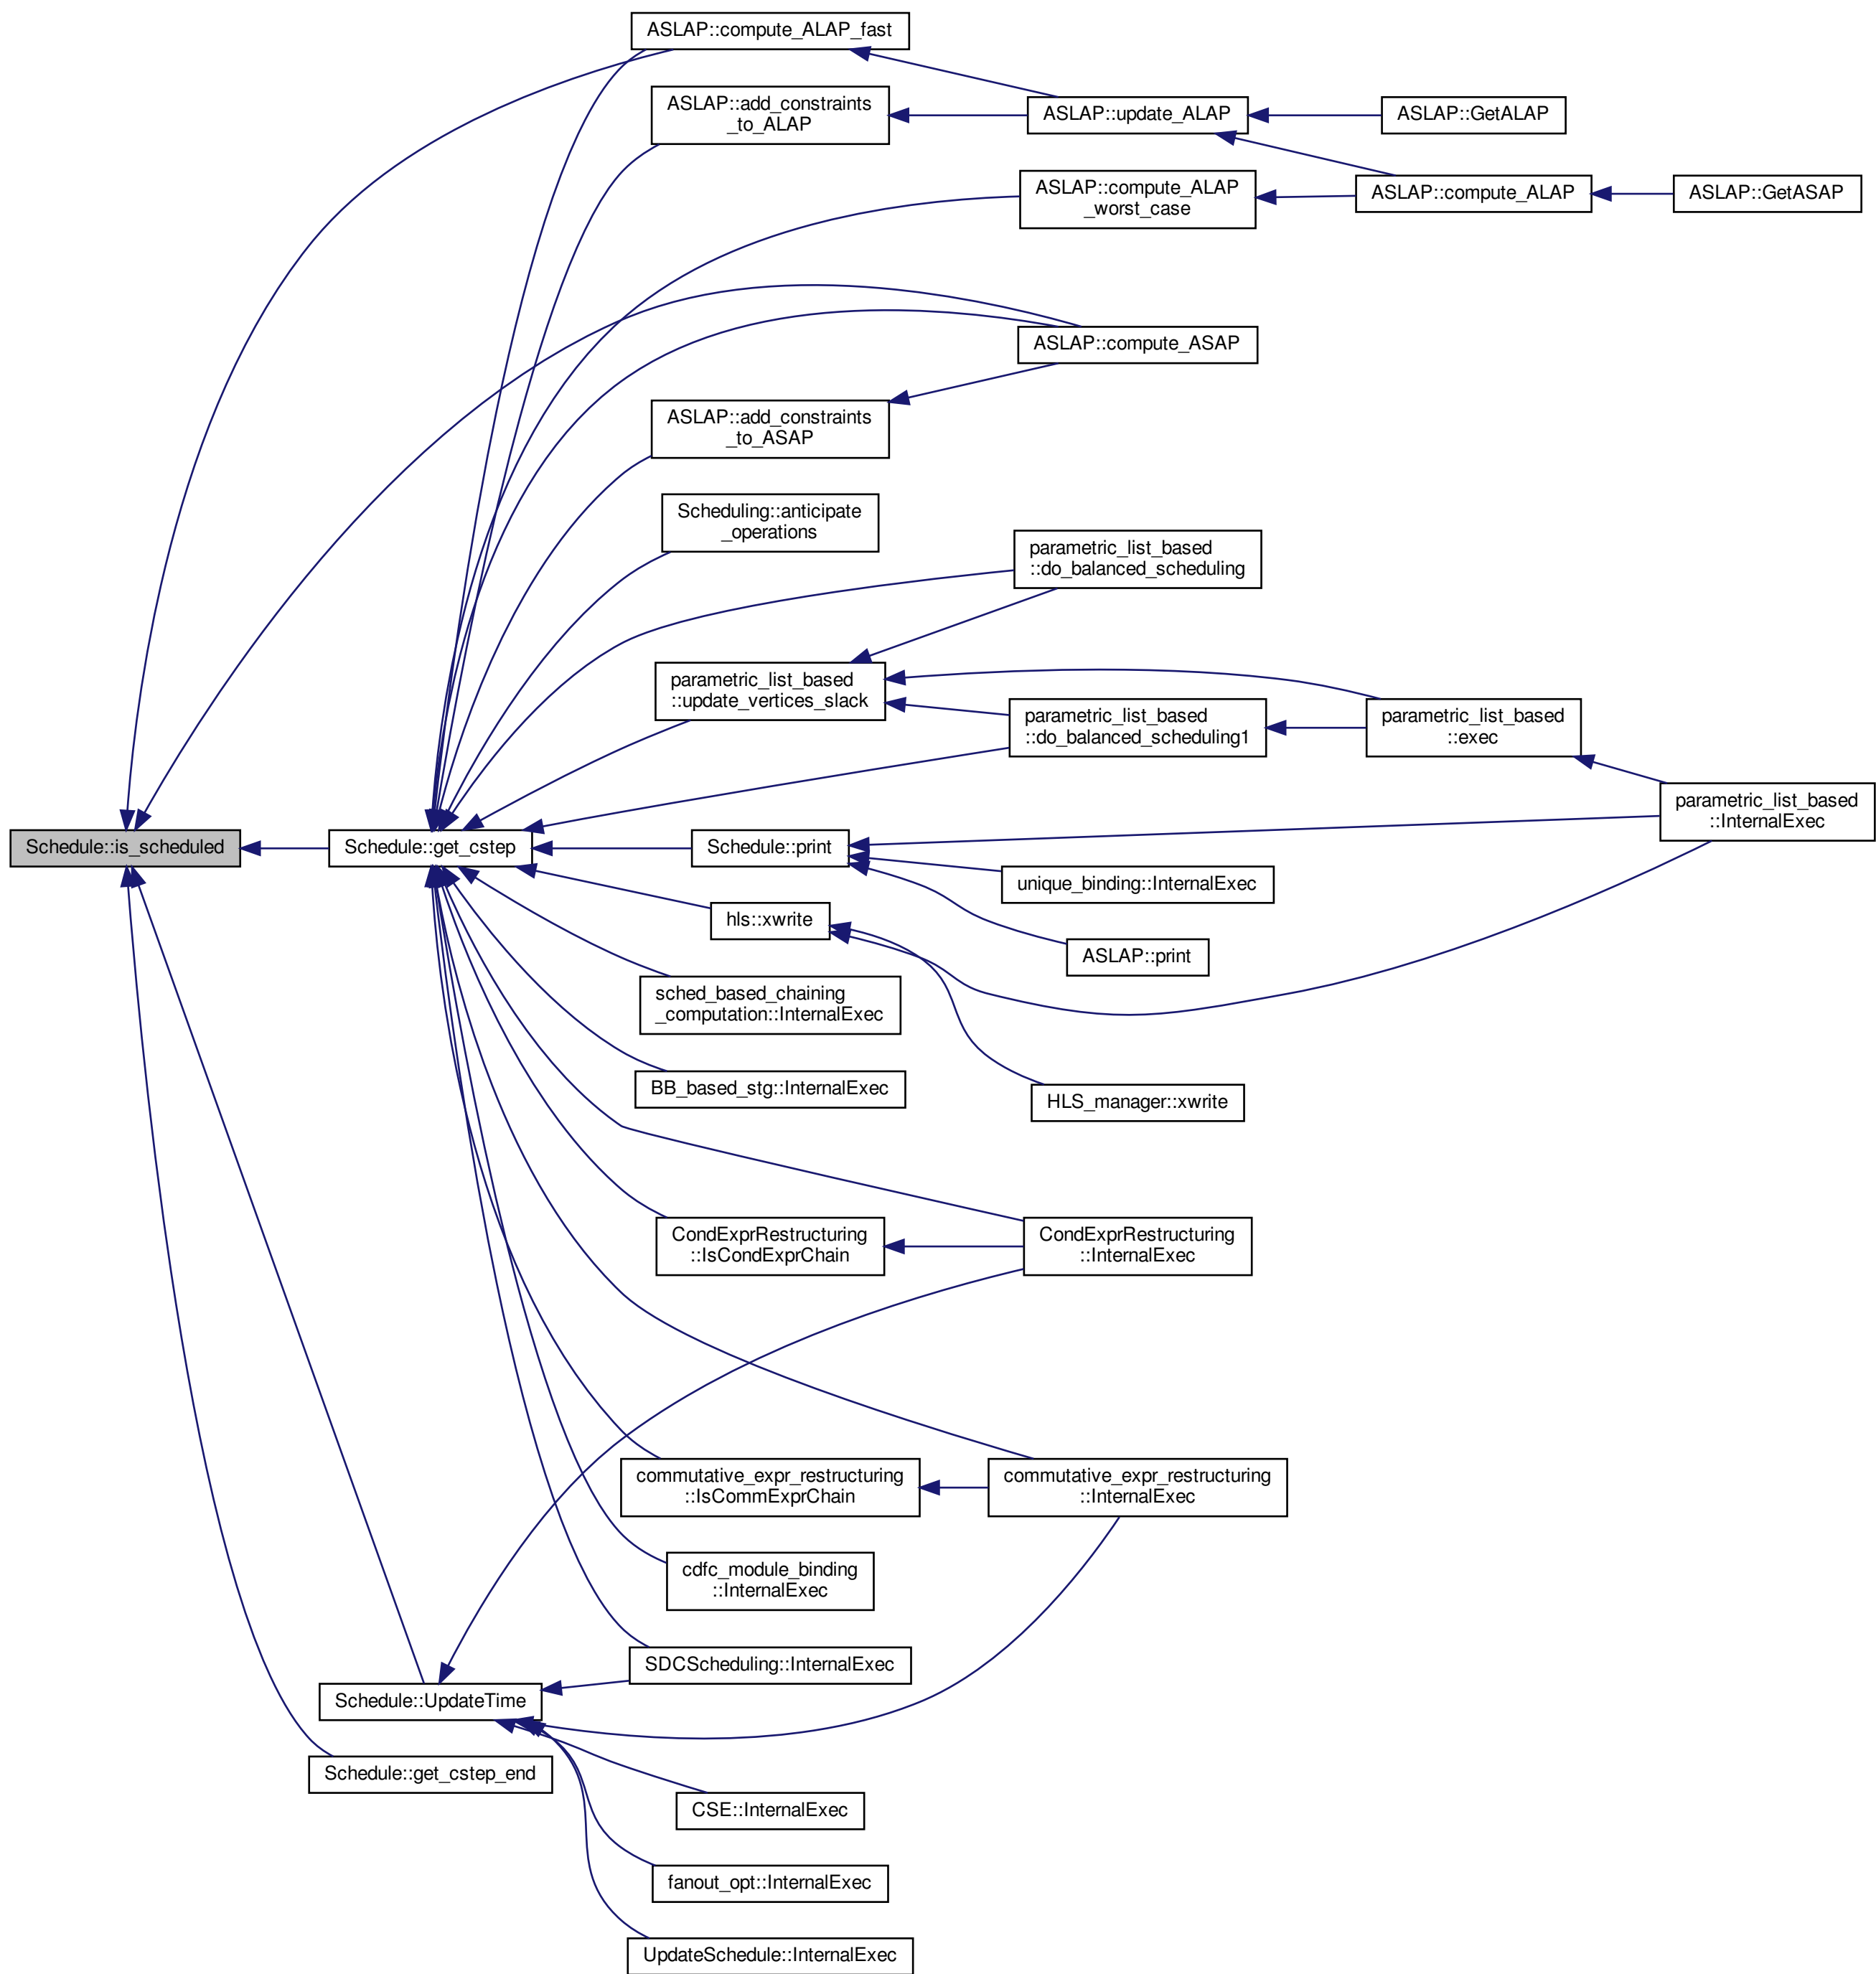 ASLAP::compute_ALAP_fast
ASLAP::add_constraints
_to_ALAP
ASLAP::update_ALAP
ASLAP::GetALAP
ASLAP::compute_ALAP
_worst_case
ASLAP::compute_ALAP
ASLAP::GetASAP
ASLAP::compute_ASAP
ASLAP::add_constraints
_to_ASAP
Scheduling::anticipate
_operations
parametric_list_based
::do_balanced_scheduling
parametric_list_based
::update_vertices_slack
parametric_list_based
::do_balanced_scheduling1
parametric_list_based
::exec
parametric_list_based
::InternalExec
Schedule::is_scheduled
Schedule::get_cstep
Schedule::print
unique_binding::InternalExec
hls::xwrite
ASLAP::print
sched_based_chaining
_computation::InternalExec
BB_based_stg::InternalExec
HLS_manager::xwrite
CondExprRestructuring
::IsCondExprChain
CondExprRestructuring
::InternalExec
commutative_expr_restructuring
::IsCommExprChain
commutative_expr_restructuring
::InternalExec
cdfc_module_binding
::InternalExec
SDCScheduling::InternalExec
Schedule::UpdateTime
Schedule::get_cstep_end
CSE::InternalExec
fanout_opt::InternalExec
UpdateSchedule::InternalExec